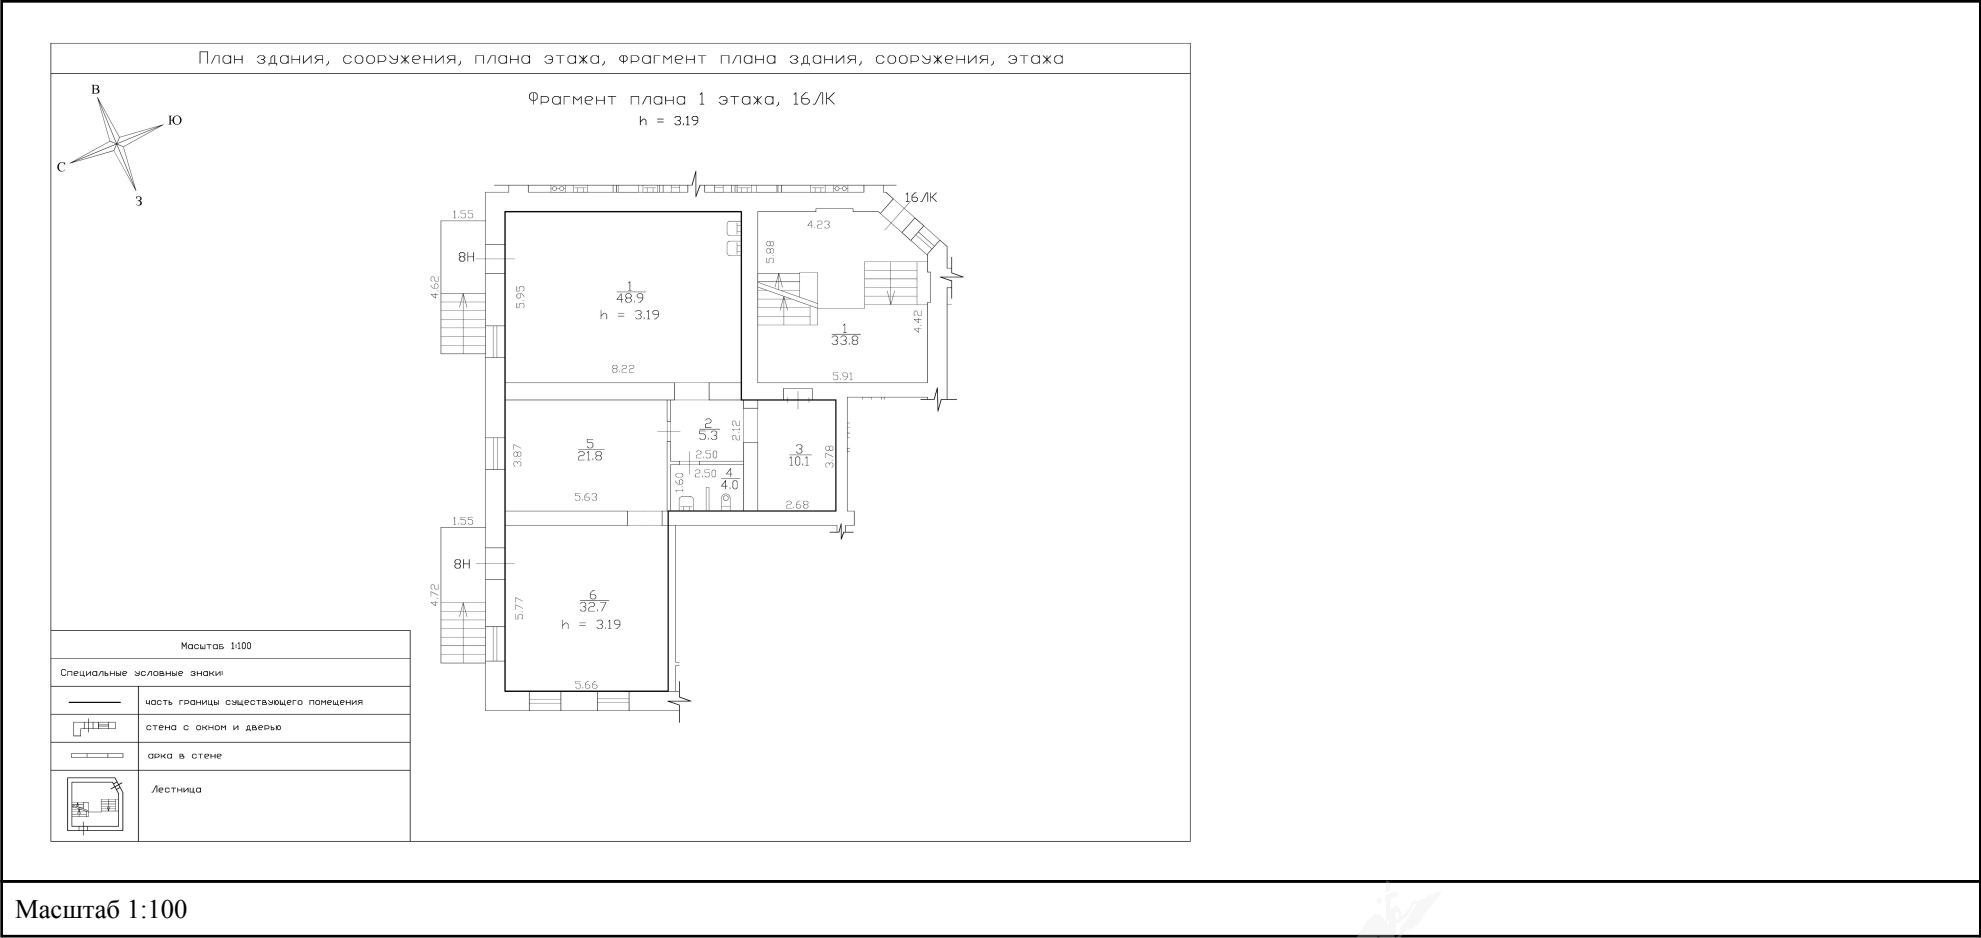 План здания, сооружения, плана этажа, фрагмент плана здания, сооружения, этажа
В
Ю
С
З
Фрагмент плана 1 этажа, 16ЛК
h = 3.19
16ЛК
1.55
4.23
5.88
8Н
4.62
5.95
1
48.9
h = 3.19
4.42
1
33.8
8.22
5.91
2
5.3
2.12
5
21.8
3.87
2.50
3
10.1
3.78
2.50
4
4.0
1.60
5.63
2.68
1.55
8Н
4.72
5.77
6
32.7
h = 3.19
5.66
Масштаб 1:100
Специальные условные знаки:
часть границы существующего помещения
стена с окном и дверью
арка в стене
Лестница
Масштаб 1:100